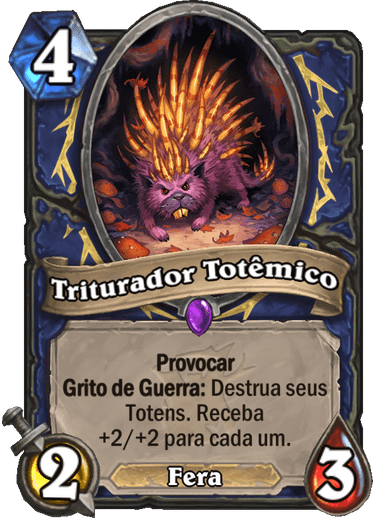 4
Triturador Totêmico
Provocar
Grito de Guerra: Destrua seus
Totens. Receba
+2/+2 para cada um.
2
Fera
3